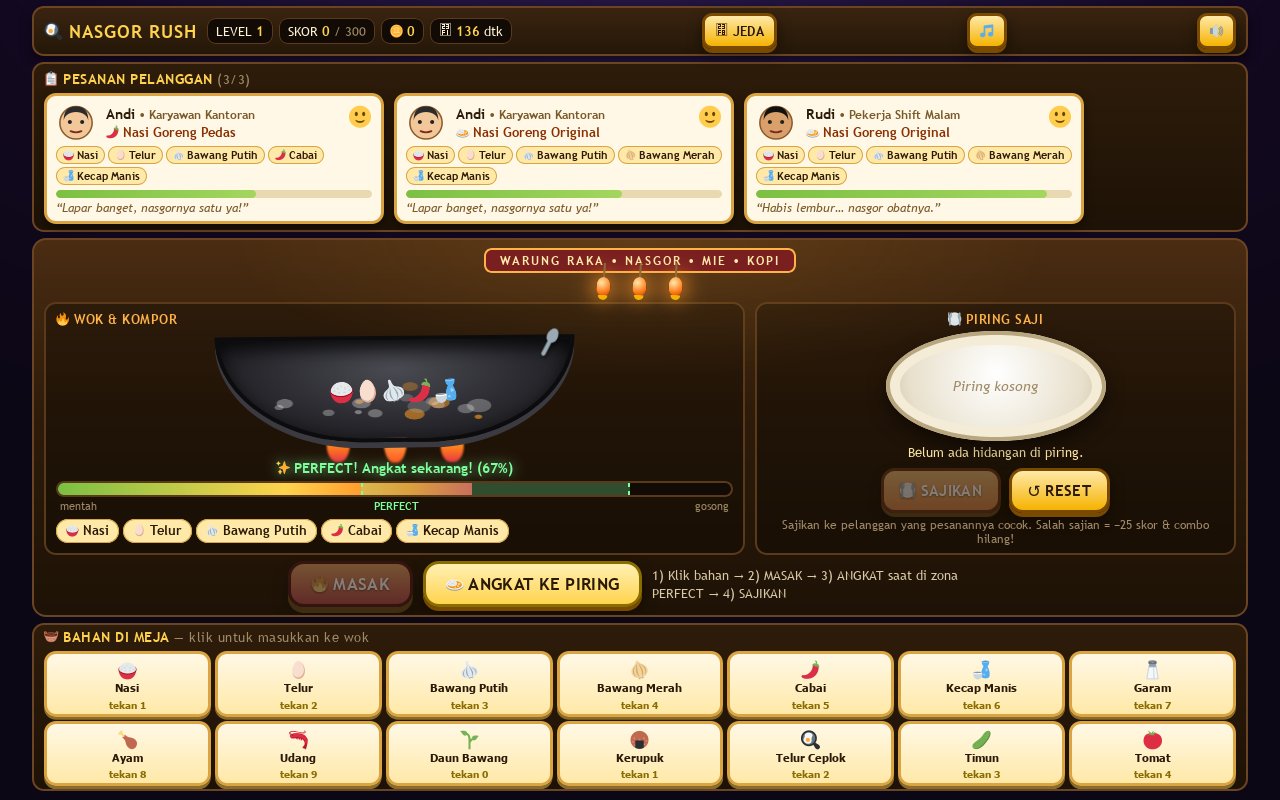 NASGOR RUSH LEVEL 1 SKOR 0 / 300 0 136 dtk JEDA
PESANAN PELANGGAN (3/3)
Andi • Karyawan Kantoran
Nasi Goreng Pedas
Nasi Telur Bawang Putih Cabai
Kecap Manis
“Lapar banget, nasgornya satu ya!”
Andi • Karyawan Kantoran
Nasi Goreng Original
Nasi Telur Bawang Putih Bawang Merah
Kecap Manis
“Lapar banget, nasgornya satu ya!”
Rudi • Pekerja Shift Malam
Nasi Goreng Original
Nasi Telur Bawang Putih Bawang Merah
Kecap Manis
“Habis lembur… nasgor obatnya.”
WARUNG RAKA • NASGOR • MIE • KOPI
WOK & KOMPOR
PERFECT! Angkat sekarang! (67%)
mentah PERFECT gosong
Nasi Telur Bawang Putih Cabai Kecap Manis
PIRING SAJI
Piring kosong
Belum ada hidangan di piring.
SAJIKAN ↺ RESET
Sajikan ke pelanggan yang pesanannya cocok. Salah sajian = −25 skor & combo
hilang!
MASAK ANGKAT KE PIRING
1) Klik bahan → 2) MASAK → 3) ANGKAT saat di zona
PERFECT → 4) SAJIKAN
BAHAN DI MEJA — klik untuk masukkan ke wok
Nasi Telur Bawang Putih Bawang Merah Cabai Kecap Manis Garam
tekan 1 tekan 2 tekan 3 tekan 4 tekan 5 tekan 6 tekan 7
Ayam Udang Daun Bawang Kerupuk Telur Ceplok Timun Tomat
tekan 8 tekan 9 tekan 0 tekan 1 tekan 2 tekan 3 tekan 4